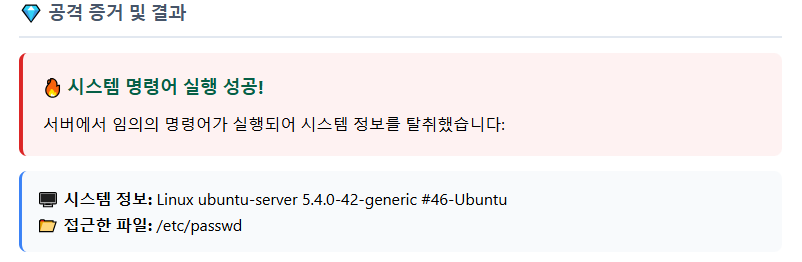 💎 공격 증거 및 결과
🔥 시스템 명령어 실행 성공!
서버에서 임의의 명령어가 실행되어 시스템 정보를 탈취했습니다:
🖥️ 시스템 정보: Linux ubuntu-server 5.4.0-42-generic #46-Ubuntu
📂 접근한 파일: /etc/passwd